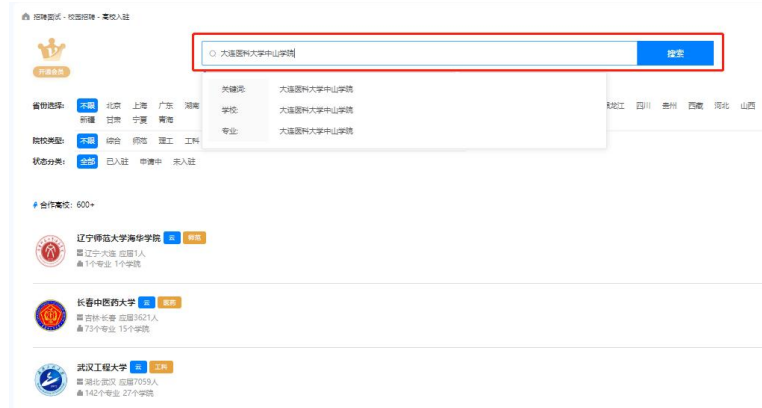 招聘面试 - 校园招聘 - 高校入驻
大连医科大学中山学院
搜索
开通会员
关键词: 大连医科大学中山学院
学校: 大连医科大学中山学院
专业: 大连医科大学中山学院
省份选择: 不限 北京 上海 广东 湖南 黑龙江 四川 贵州 西藏 河北 山西
新疆 甘肃 宁夏 青海
院校类型: 不限 综合 师范 理工 工科
状态分类: 全部 已入驻 申请中 未入驻
合作高校: 600+
辽宁师范大学海华学院 云 师范
辽宁·大连 应届1人
1个专业 1个学院
长春中医药大学 云 医药
吉林·长春 应届3621人
73个专业 15个学院
武汉工程大学 云 工科
湖北·武汉 应届7059人
142个专业 27个学院